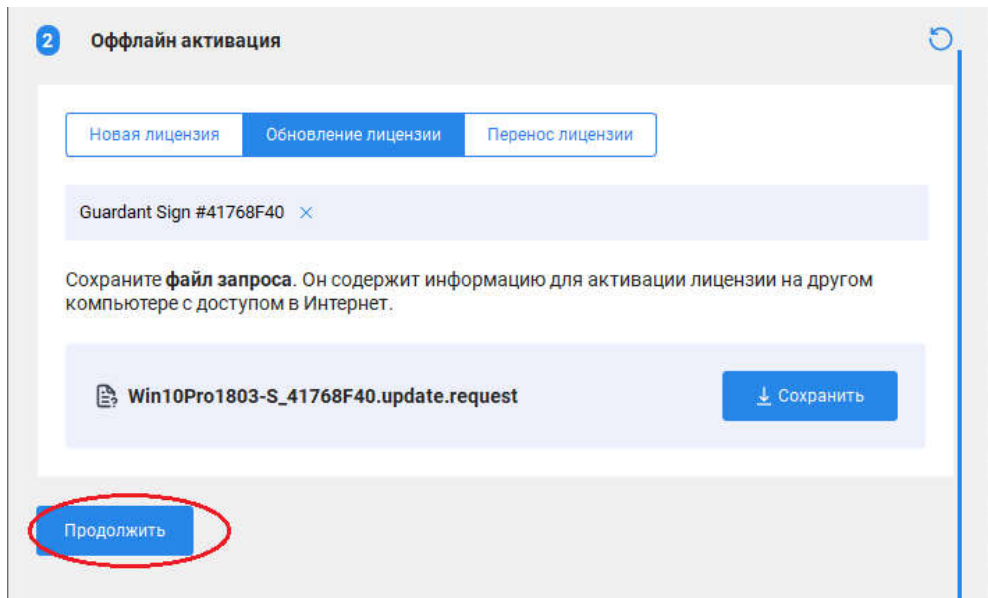 2 Оффлайн активация
Новая лицензия Обновление лицензии Перенос лицензии
Guardant Sign #41768F40 ×
Сохраните файл запроса. Он содержит информацию для активации лицензии на другом
компьютере с доступом в Интернет.
Win10Pro1803-S_41768F40.update.request Сохранить
Продолжить